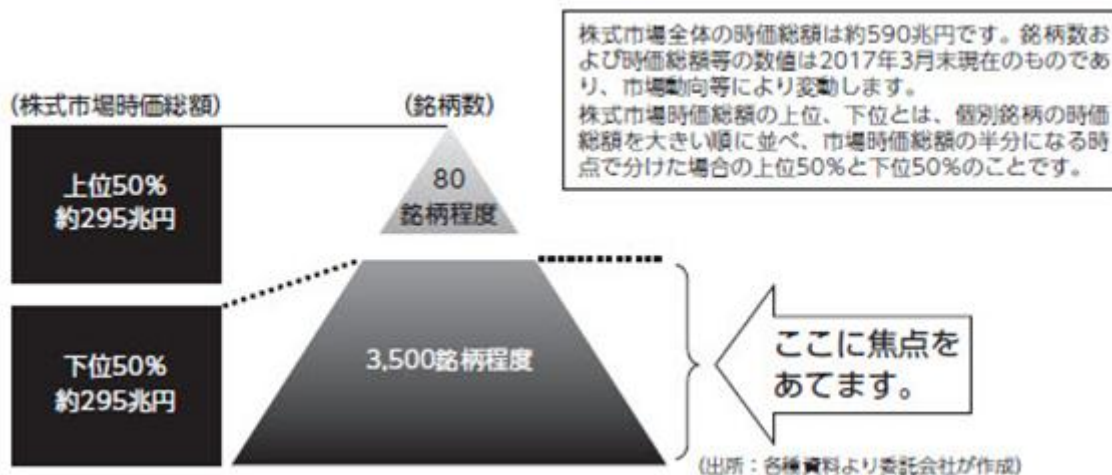 株式市場全体の時価総額は約590兆円です。銘柄数お
よび時価総額等の数値は2017年3月末現在のものであ
り、市場動向等により変動します。
株式市場時価総額の上位、下位とは、個別銘柄の時価
総額を大きい順に並べ、市場時価総額の半分になる時
点で分けた場合の上位50%と下位50%のことです。
(株式市場時価総額)
(銘柄数)
上位50%
約295兆円
80
銘柄程度
下位50%
約295兆円
3,500銘柄程度
ここに焦点を
あてます。
(出所:各種資料より委託会社が作成)